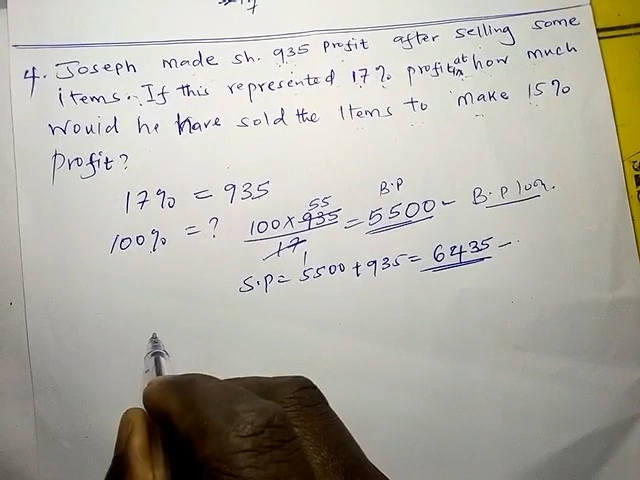 4. Joseph made sh. 935 profit after selling some
items. If this represented 17% profit, at how much
would he have sold the items to make 15%
profit?
17% = 935
B.P
100% = ? 100 x 935 55 / 17 1 = 5500 - B.P 100%.
S.P = 5500 + 935 = 6435